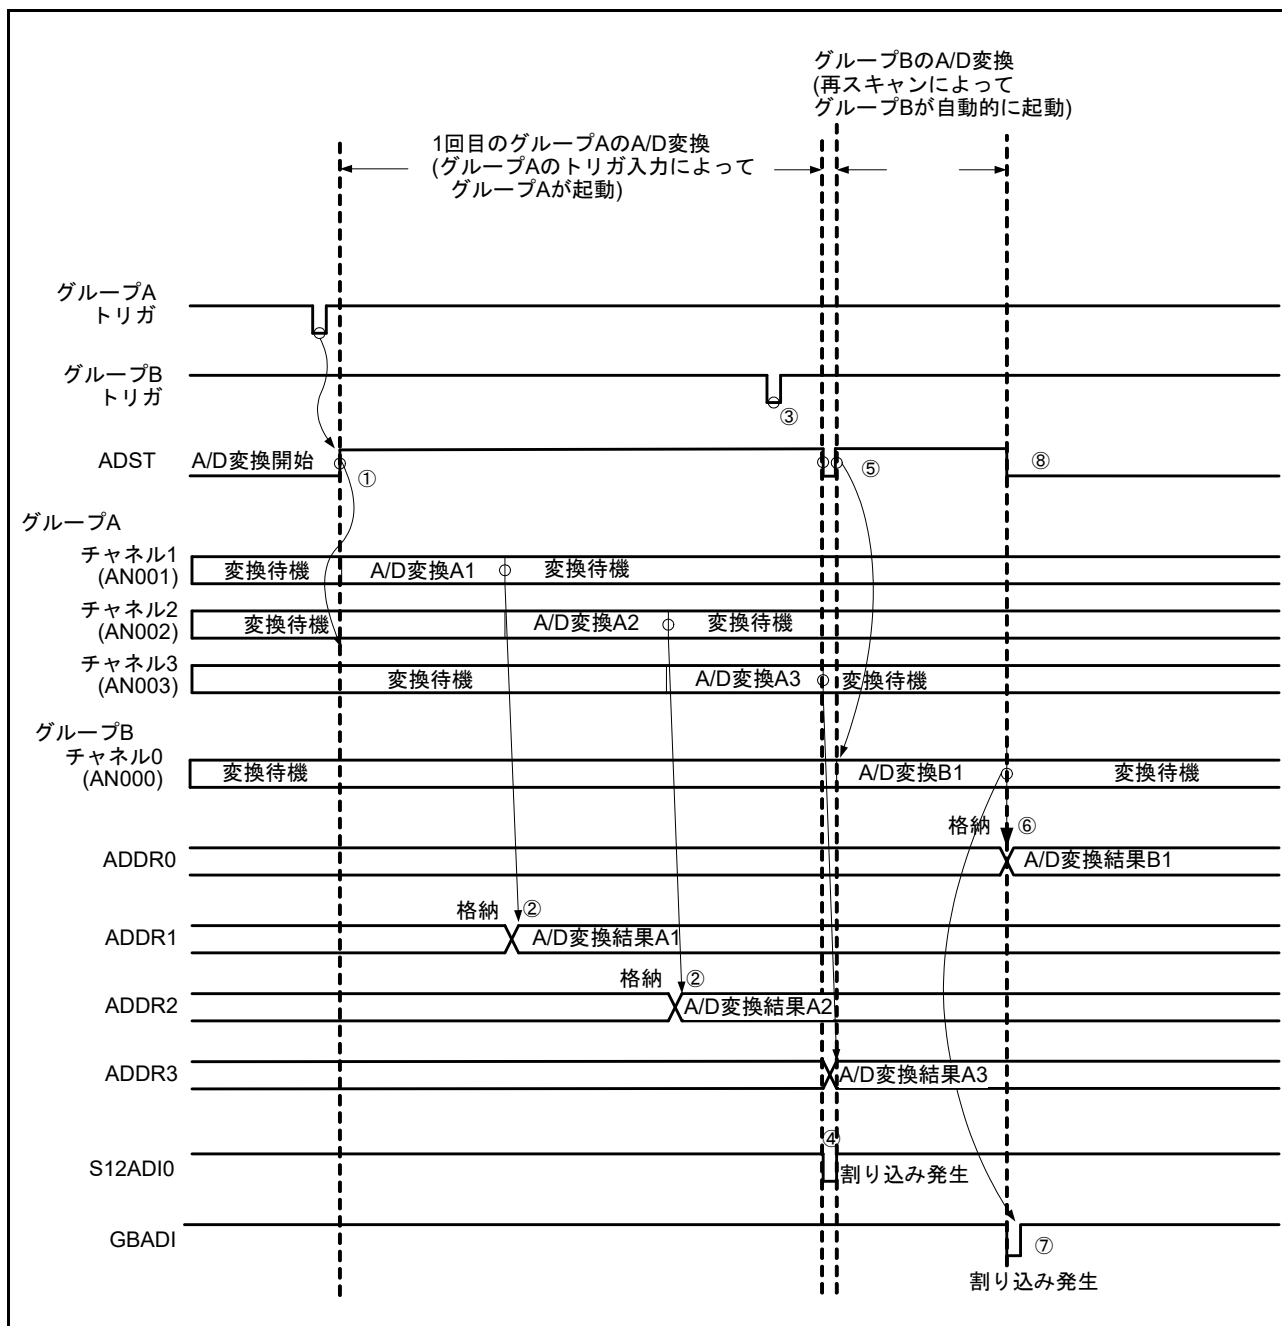 グループBのA/D変換
(再スキャンによって
グループBが自動的に起動)
1回目のグループAのA/D変換
(グループAのトリガ入力によって
グループAが起動)
グループA
トリガ
グループB
トリガ
③
ADST
A/D変換開始
①
⑤
⑧
グループA
チャネル1
(AN001)
変換待機
A/D変換A1
変換待機
チャネル2
(AN002)
変換待機
A/D変換A2
変換待機
チャネル3
(AN003)
変換待機
A/D変換A3
変換待機
グループB
チャネル0
(AN000)
変換待機
A/D変換B1
変換待機
格納 ⑥
ADDR0
A/D変換結果B1
格納 ②
ADDR1
A/D変換結果A1
格納 ②
ADDR2
A/D変換結果A2
ADDR3
A/D変換結果A3
④
S12ADI0
割り込み発生
GBADI
⑦
割り込み発生